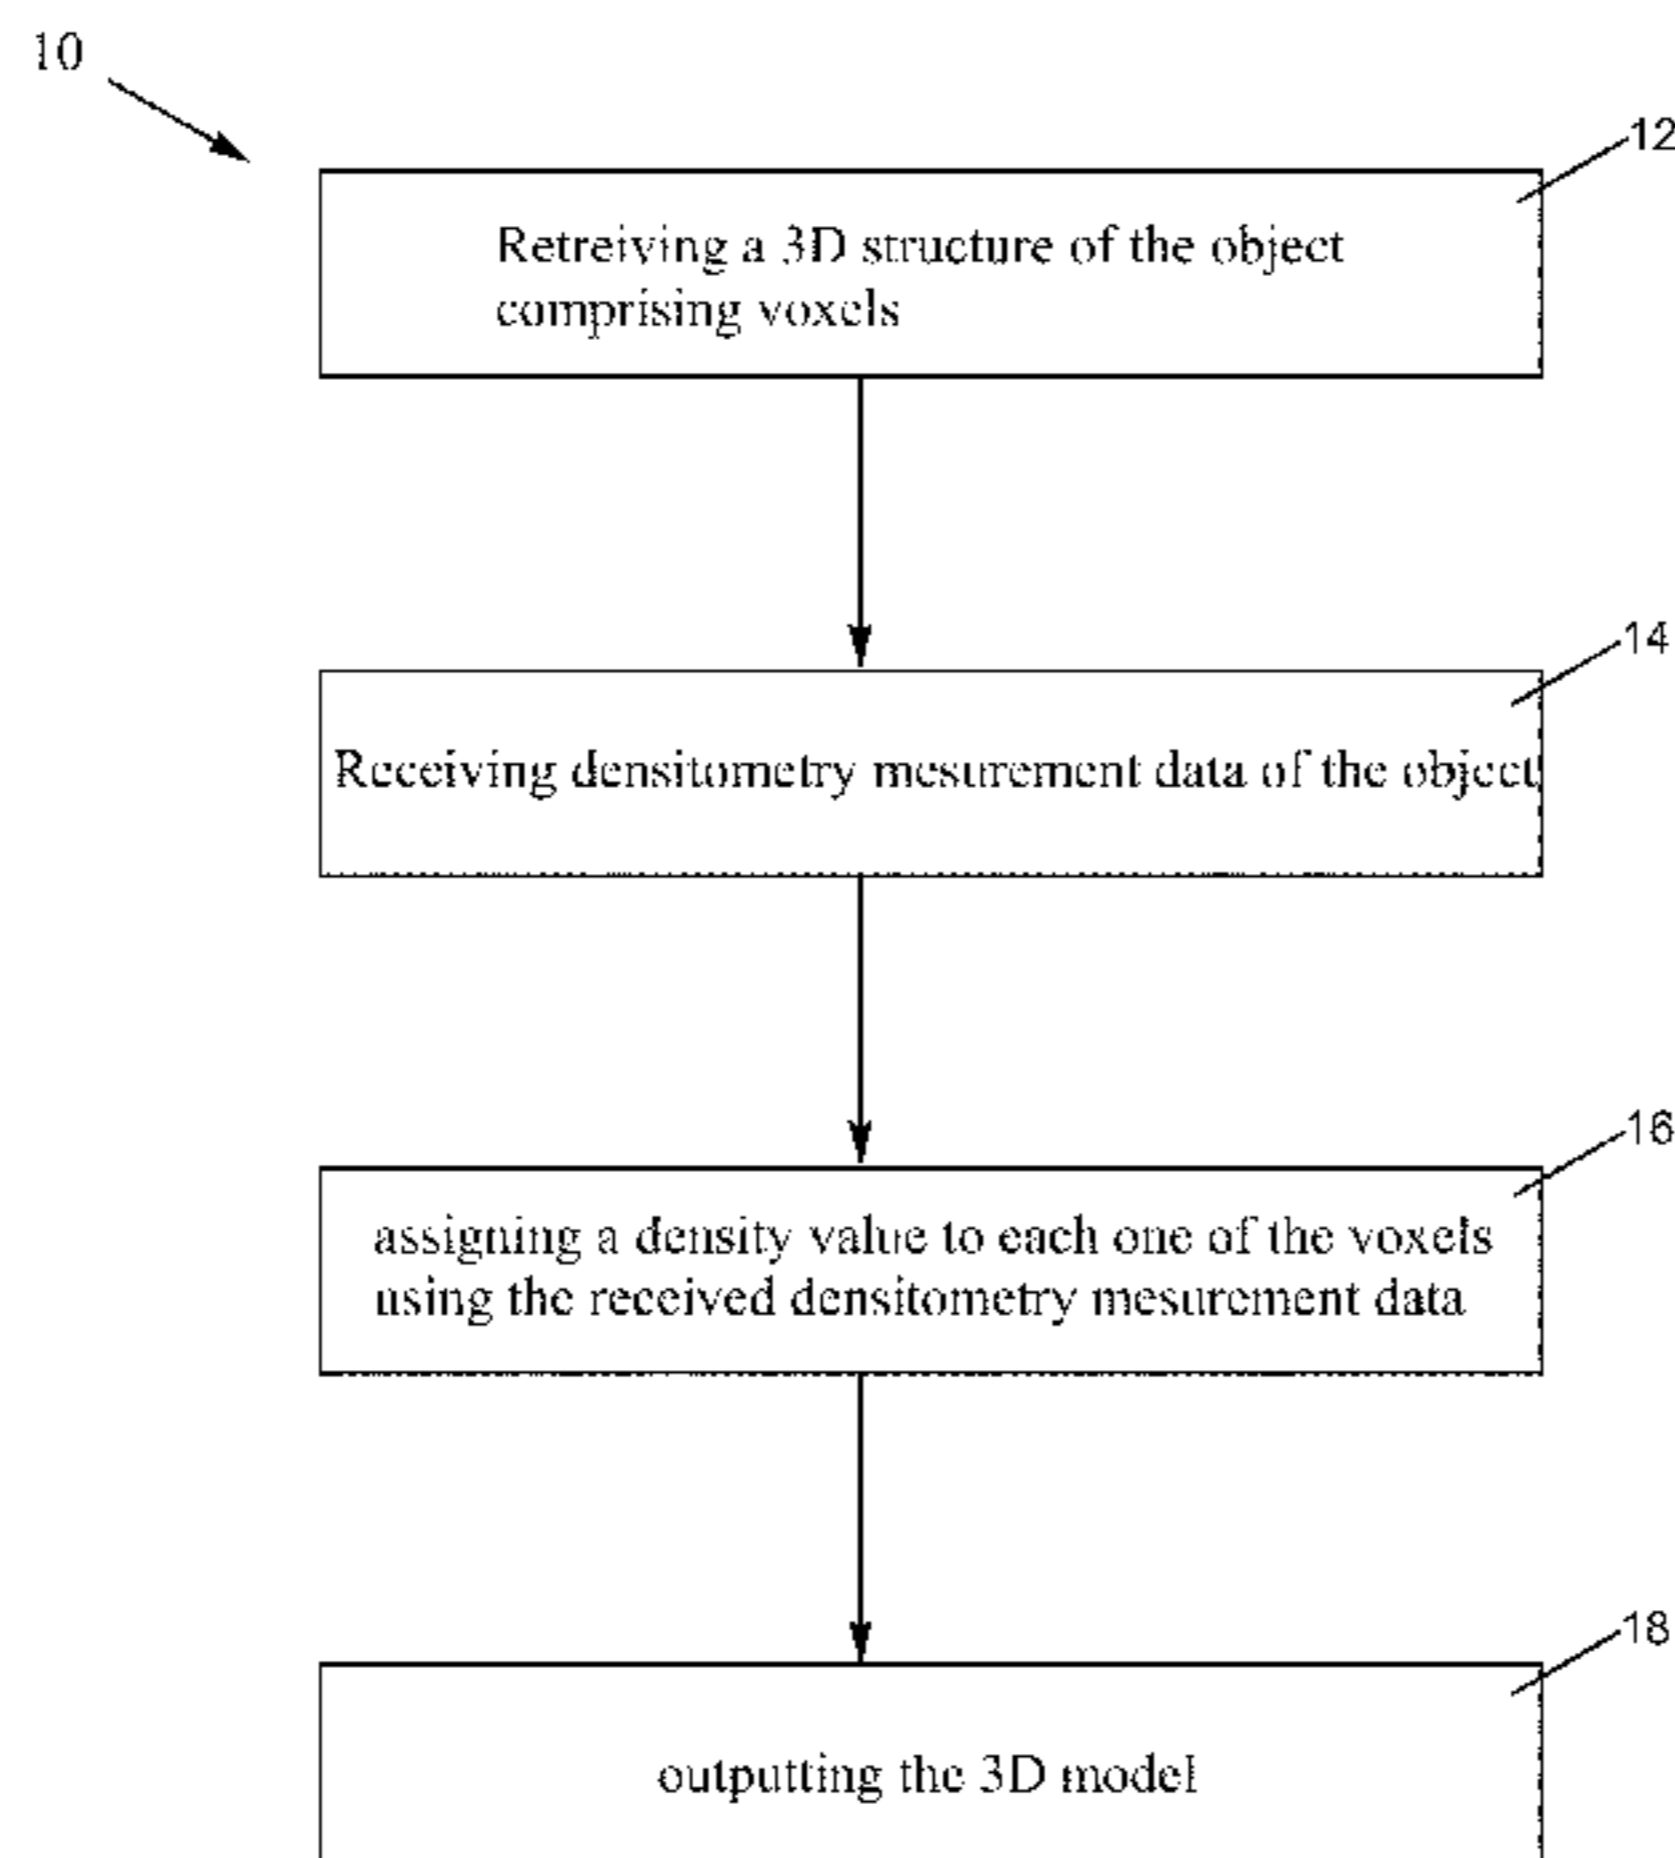 10
12
Retreiving a 3D structure of the object
comprising voxels
14
Receiving densitometry mesurement data of the object
16
assigning a density value to each one of the voxels
using the received densitometry mesurement data
18
outputting the 3D model